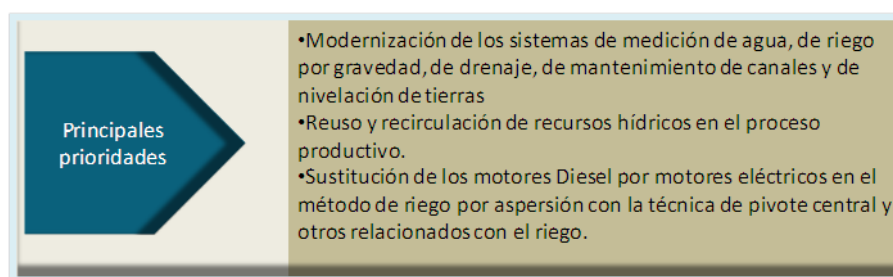 Principales
prioridades
•Modernización de los sistemas de medición de agua, de riego
por gravedad, de drenaje, de mantenimiento de canales y de
nivelación de tierras
•Reuso y recirculación de recursos hídricos en el proceso
productivo.
•Sustitución de los motores Diesel por motores eléctricos en el
método de riego por aspersión con la técnica de pivote central y
otros relacionados con el riego.